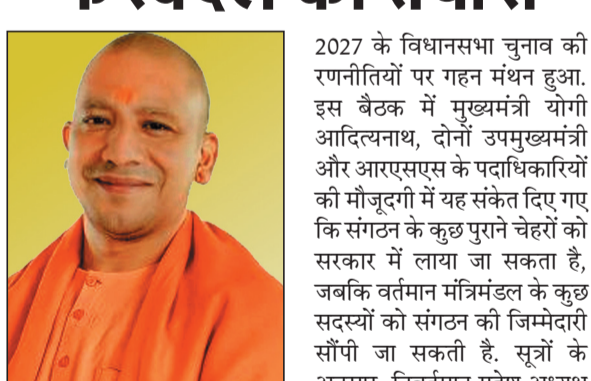 2027 के विधानसभा चुनाव की
रणनीतियों पर गहन मंथन हुआ.
इस बैठक में मुख्यमंत्री योगी
आदित्यनाथ, दोनों उपमुख्यमंत्री
और आरएसएस के पदाधिकारियों
की मौजूदगी में यह संकेत दिए गए
कि संगठन के कुछ पुराने चेहरों को
सरकार में लाया जा सकता है,
जबकि वर्तमान मंत्रिमंडल के कुछ
सदस्यों को संगठन की जिम्मेदारी
सौंपी जा सकती है. सूत्रों के